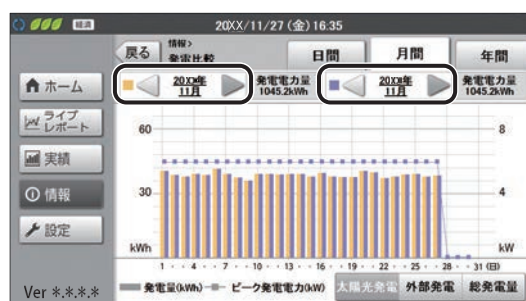 経済
20XX/11/27 (金) 16:35
戻る
情報>
発電比較
日間
月間
年間
20XX年
11月
発電電力量
1045.2kWh
20XX年
11月
発電電力量
1045.2kWh
ホーム
ライブ
レポート
実績
情報
設定
Ver *.*.*.*
60
30
kWh
8
4
kW
1・・4・・7・・10・・13・・16・・19・・22・・25・・28・・31(日)
発電量(kWh) ピーク発電電力(kW)
太陽光発電
外部発電
総発電量